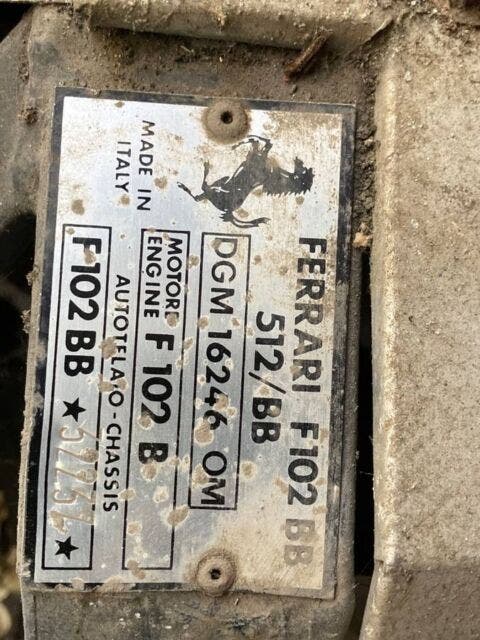 FERRARI F102 BB
512/BB
DGM 16246 OM
MOTORE
ENGINE F 102 B
AUTOTELAIO-CHASSIS
F102 BB ★ ★
MADE IN
ITALY